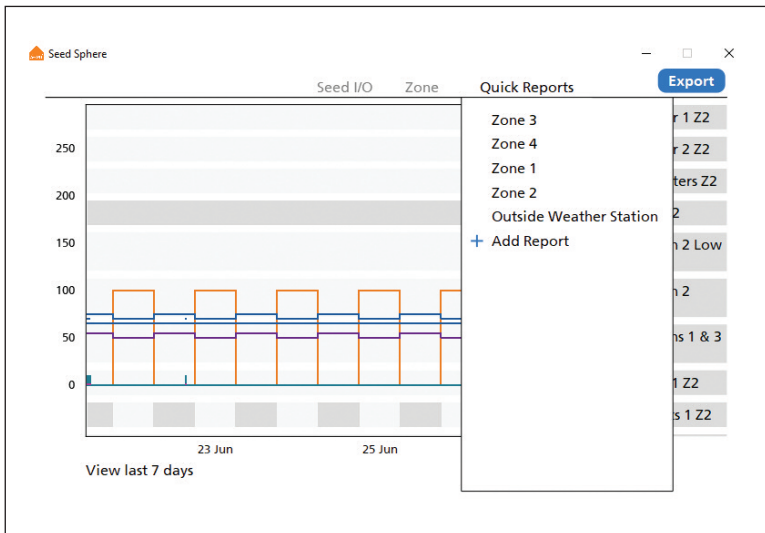 Seed Sphere
Seed I/O Zone Quick Reports Export
Zone 3
Zone 4
Zone 1
Zone 2
Outside Weather Station
+ Add Report
r 1 Z2
r 2 Z2
ters Z2
2
n 2 Low
n 2
ns 1 & 3
1 Z2
s 1 Z2
250
200
150
100
50
0
23 Jun 25 Jun
View last 7 days